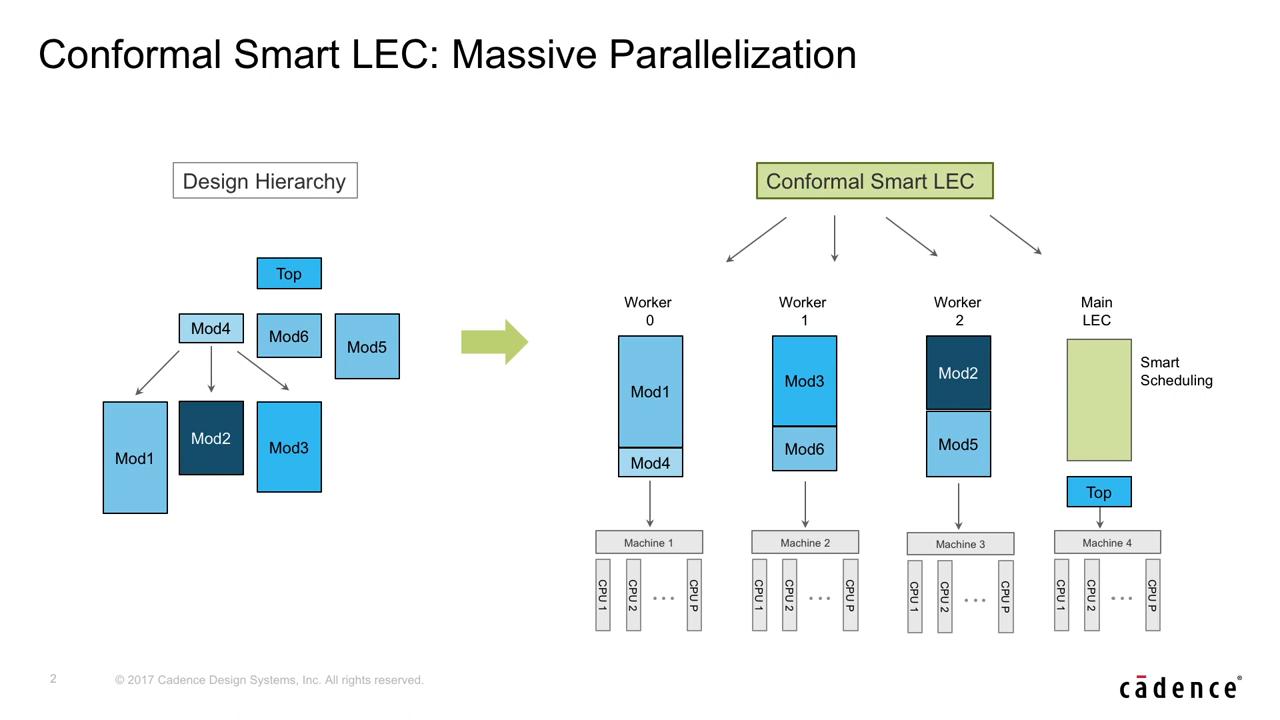 Conformal Smart LEC: Massive Parallelization
Design Hierarchy
Top
Mod4
Mod6
Mod5
Mod1
Mod2
Mod3
Conformal Smart LEC
Worker
0
Worker
1
Worker
2
Main
LEC
Mod1
Mod4
Mod3
Mod6
Mod2
Mod5
Smart
Scheduling
Top
Machine 1
CPU 1
CPU 2
...
CPU P
Machine 2
CPU 1
CPU 2
...
CPU P
Machine 3
CPU 1
CPU 2
...
CPU P
Machine 4
CPU 1
CPU 2
...
CPU P
2
© 2017 Cadence Design Systems, Inc. All rights reserved.
cādence®